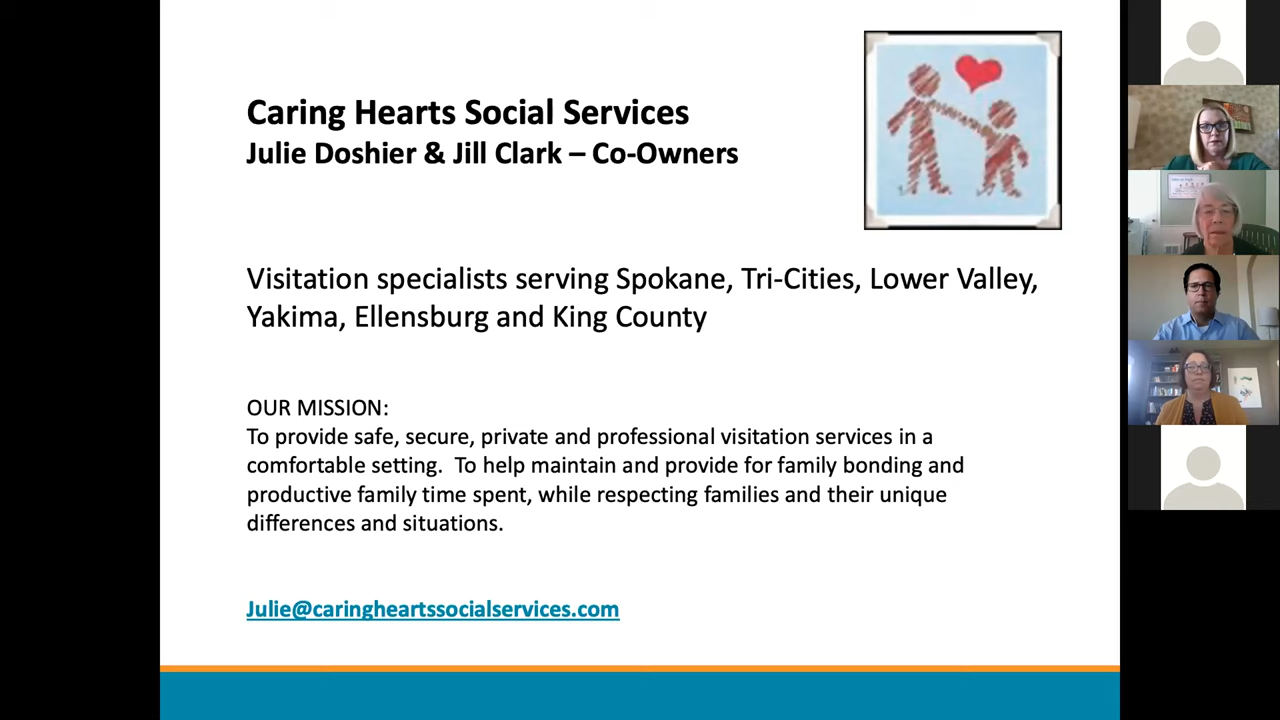 Caring Hearts Social Services
Julie Doshier & Jill Clark – Co-Owners
Visitation specialists serving Spokane, Tri-Cities, Lower Valley,
Yakima, Ellensburg and King County
OUR MISSION:
To provide safe, secure, private and professional visitation services in a
comfortable setting.  To help maintain and provide for family bonding and
productive family time spent, while respecting families and their unique
differences and situations.
Julie@caringheartssocialservices.com